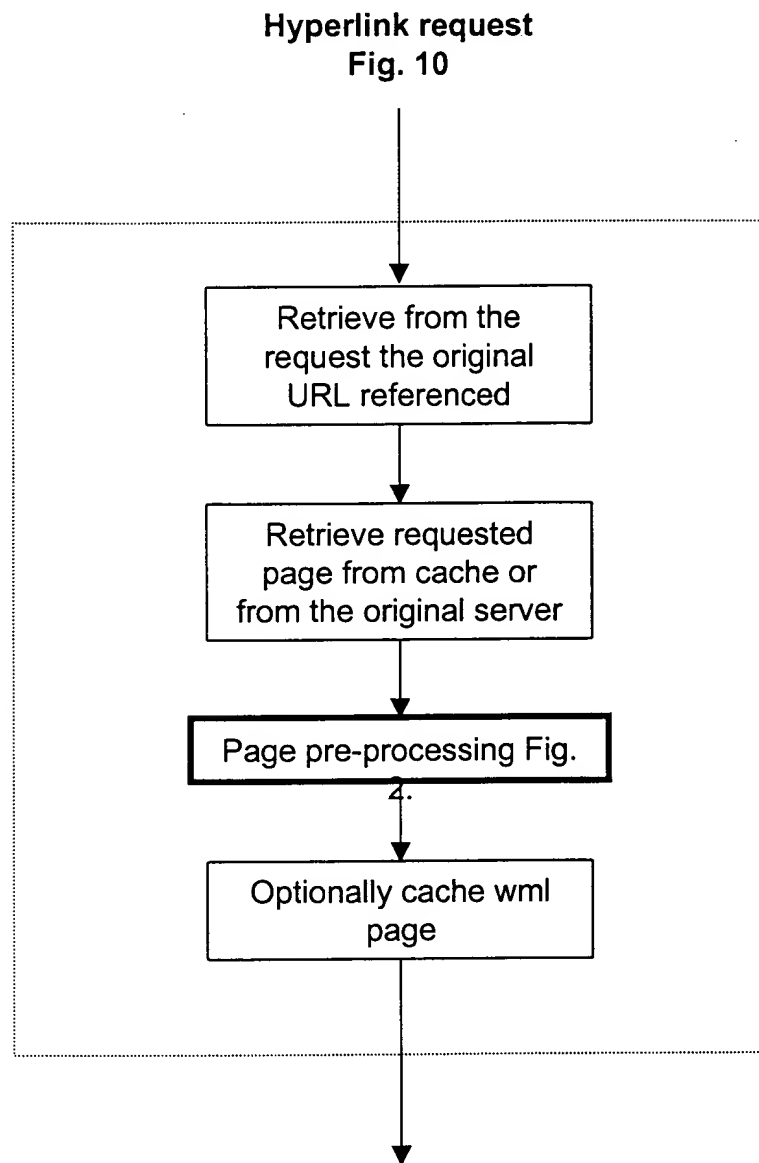 Hyperlink request
Fig. 10
Retrieve from the
request the original
URL referenced
Retrieve requested
page from cache or
from the original server
Page pre-processing Fig.
2.
Optionally cache wml
page